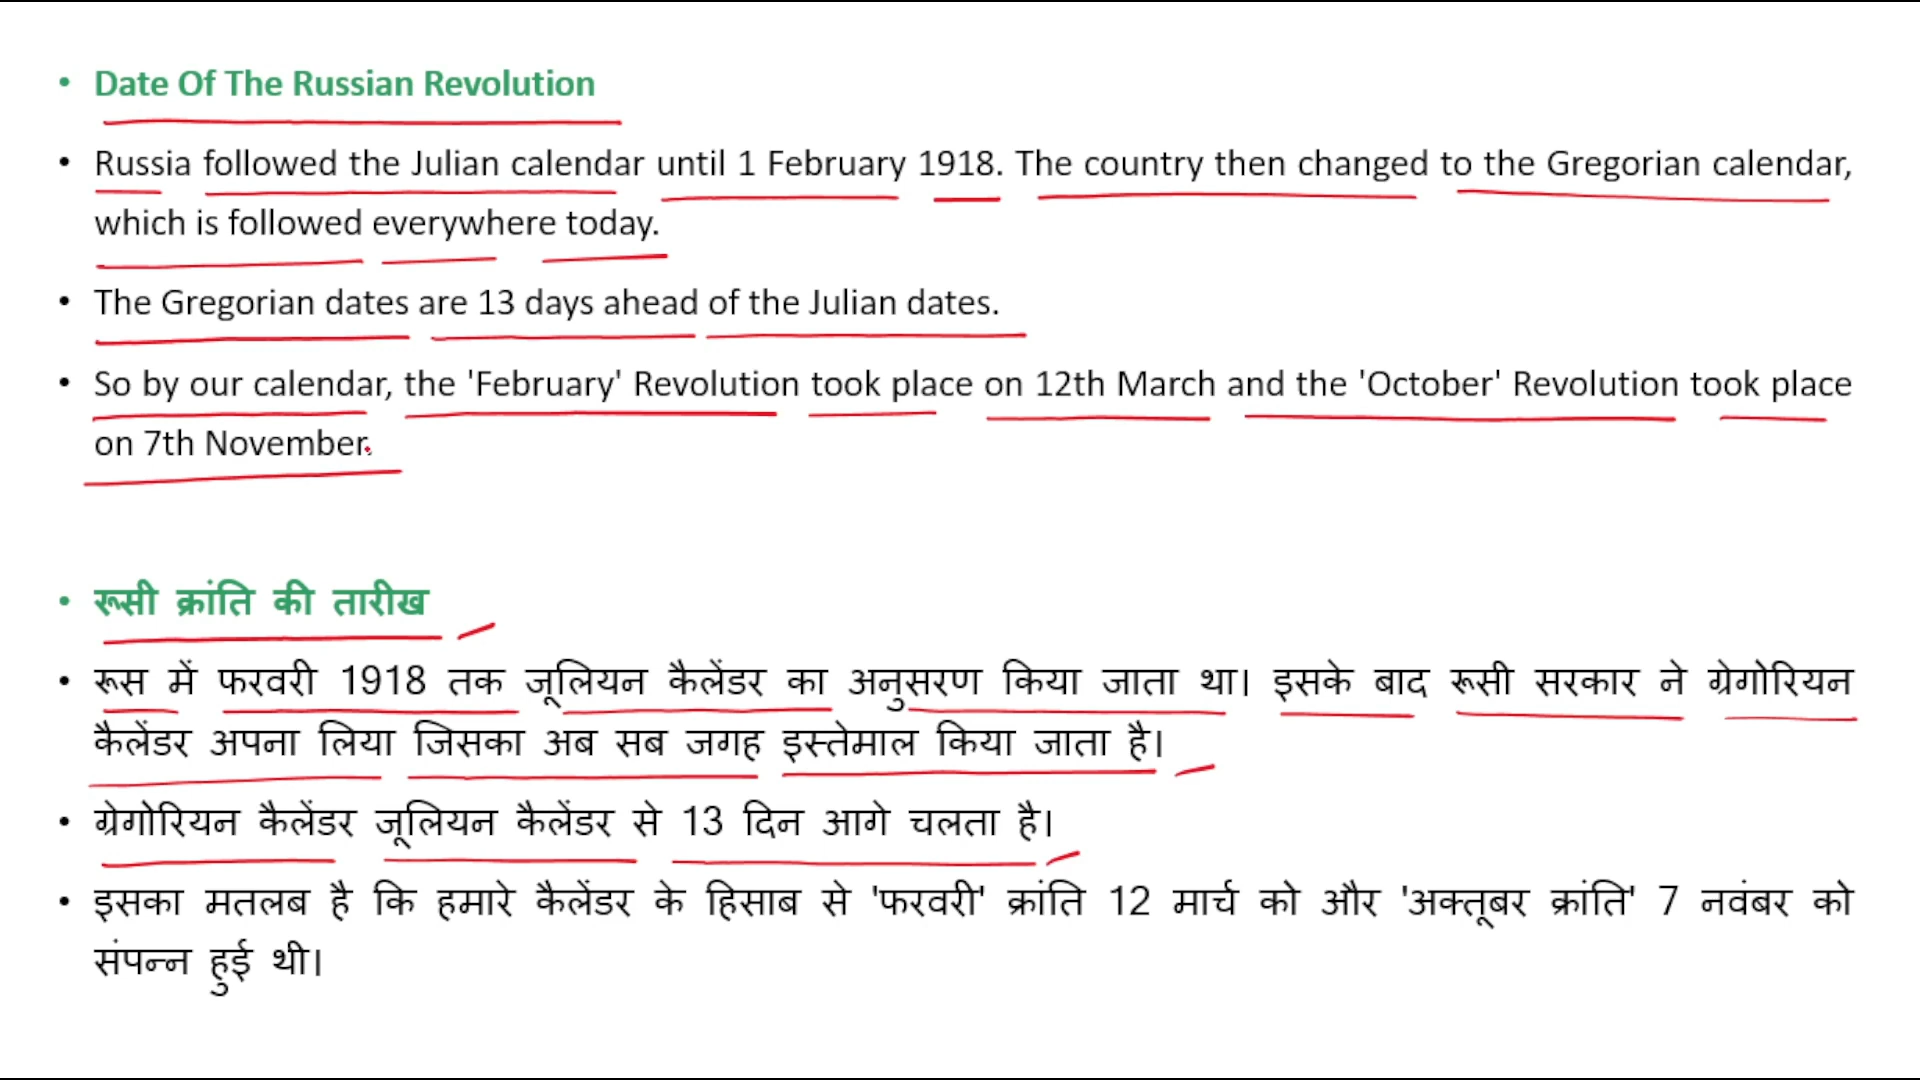 • Date Of The Russian Revolution
• Russia followed the Julian calendar until 1 February 1918. The country then changed to the Gregorian calendar,
which is followed everywhere today.
• The Gregorian dates are 13 days ahead of the Julian dates.
• So by our calendar, the 'February' Revolution took place on 12th March and the 'October' Revolution took place
on 7th November.
• रूसी क्रांति की तारीख
• रूस में फरवरी 1918 तक जूलियन कैलेंडर का अनुसरण किया जाता था। इसके बाद रूसी सरकार ने ग्रेगोरियन
कैलेंडर अपना लिया जिसका अब सब जगह इस्तेमाल किया जाता है।
• ग्रेगोरियन कैलेंडर जूलियन कैलेंडर से 13 दिन आगे चलता है।
• इसका मतलब है कि हमारे कैलेंडर के हिसाब से 'फरवरी' क्रांति 12 मार्च को और 'अक्तूबर क्रांति' 7 नवंबर को
संपन्न हुई थी।